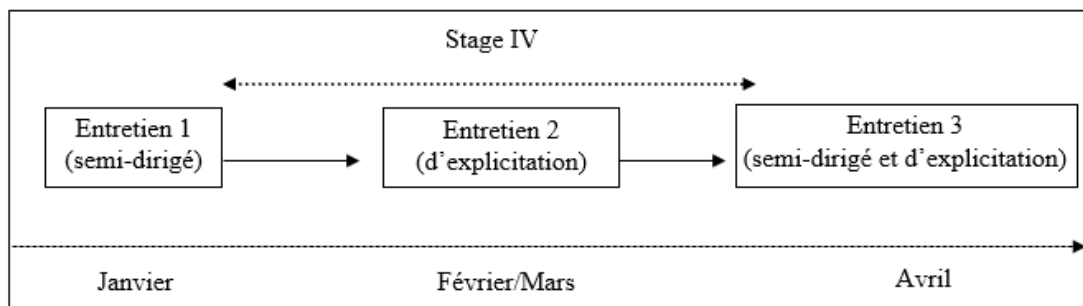 Stage IV
Entretien 1
(semi-dirigé)
Entretien 2
(d’explicitation)
Entretien 3
(semi-dirigé et d’explicitation)
Janvier
Février/Mars
Avril